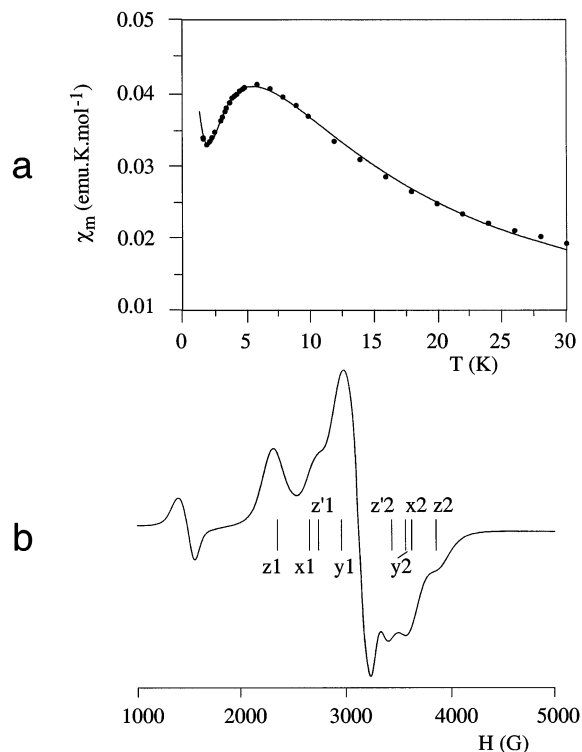 a
0.05
0.04
0.03
0.02
0.01
χm (emu.K.mol-1)
0 5 10 15 20 25 30
T (K)
b
z'1 z'2 x2 z2
z1 x1 y1 y2
1000 2000 3000 4000 5000
H (G)